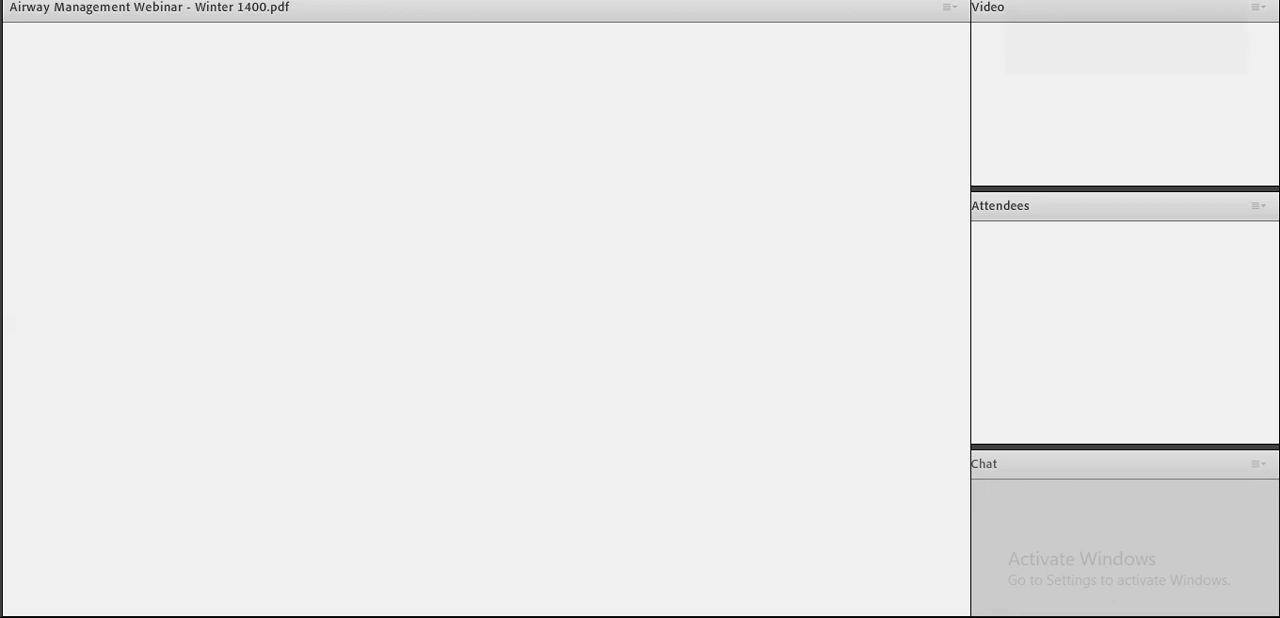 Airway Management Webinar - Winter 1400.pdf
Video
Attendees
Chat
Activate Windows
Go to Settings to activate Windows.